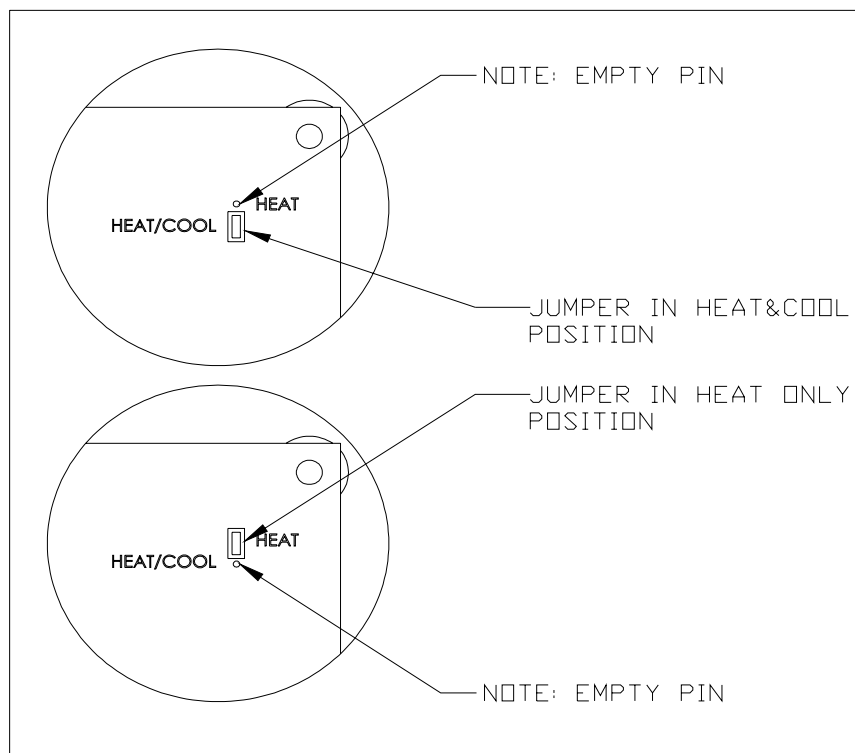 NOTE: EMPTY PIN
HEAT
HEAT/COOL
JUMPER IN HEAT&COOL
POSITION
JUMPER IN HEAT ONLY
POSITION
HEAT
HEAT/COOL
NOTE: EMPTY PIN